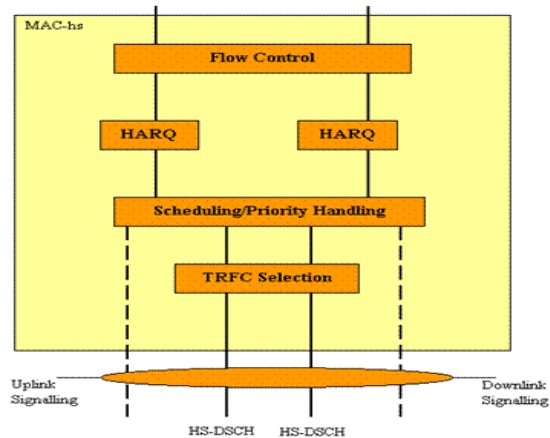 MAC-hs
Flow Control
HARQ
HARQ
Scheduling/Priority Handling
TRFC Selection
Uplink
Signalling
Downlink
Signalling
HS-DSCH
HS-DSCH